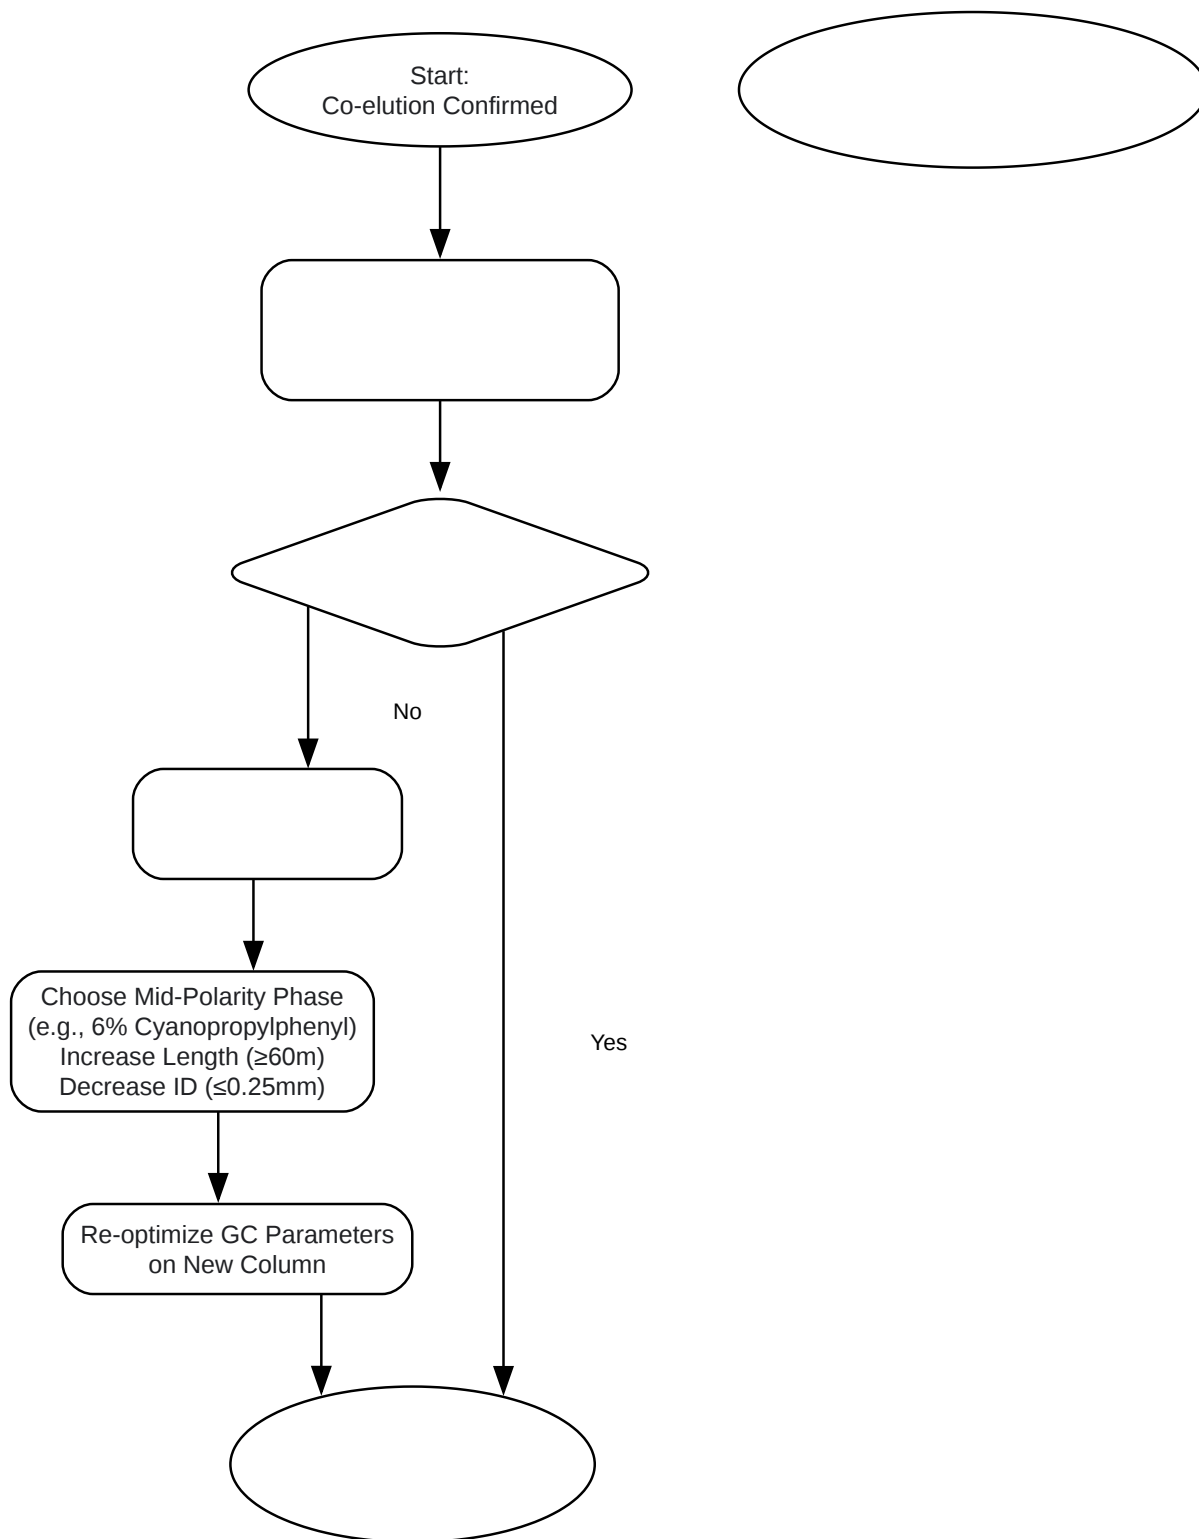 Start:
Co-elution Confirmed
No
Yes
Choose Mid-Polarity Phase
(e.g., 6% Cyanopropylphenyl)
Increase Length (≥60m)
Decrease ID (≤0.25mm)
Re-optimize GC Parameters
on New Column